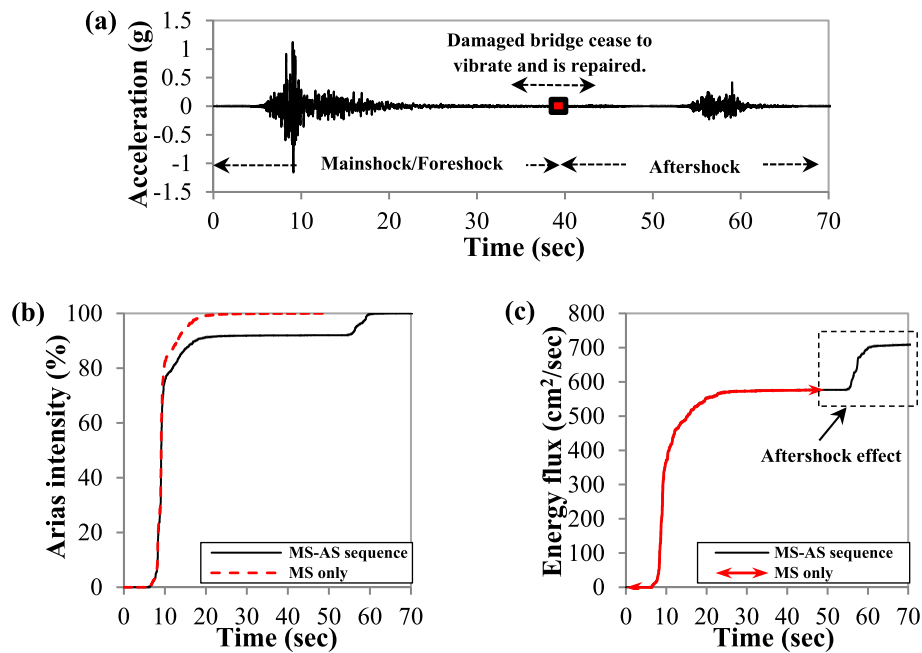 (a)
Acceleration (g)
1.5
1
0.5
0
-0.5
-1
-1.5
Damaged bridge cease to
vibrate and is repaired.
Mainshock/Foreshock
Aftershock
0 10 20 30 40 50 60 70
Time (sec)
(b)
Arias intensity (%)
100
80
60
40
20
0
MS-AS sequence
MS only
0 10 20 30 40 50 60 70
Time (sec)
(c)
Energy flux (cm²/sec)
800
700
600
500
400
300
200
100
0
Aftershock effect
MS-AS sequence
MS only
0 10 20 30 40 50 60 70
Time (sec)